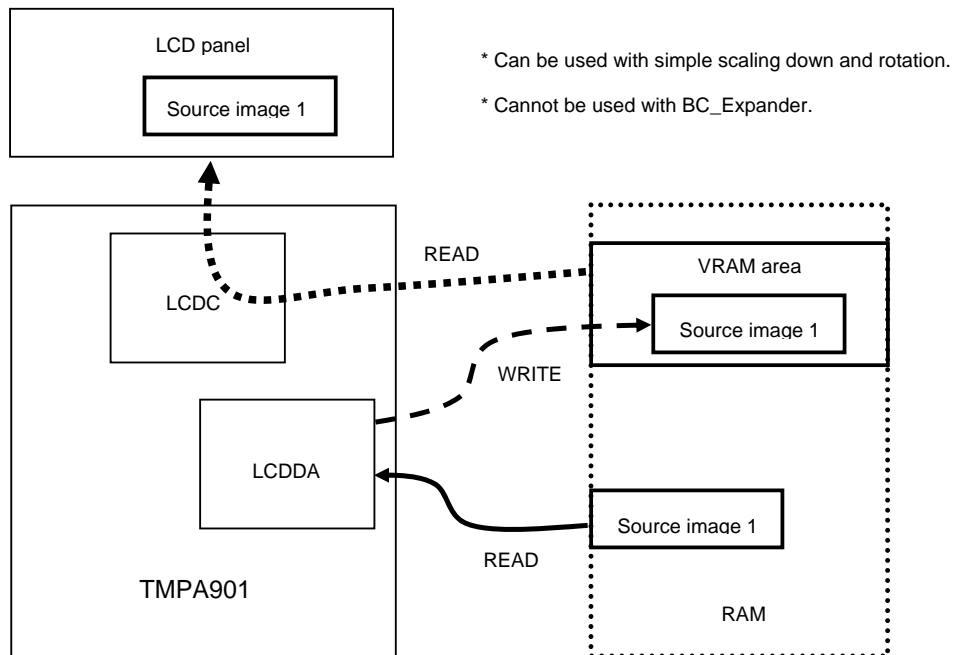 LCD panel
Source image 1
* Can be used with simple scaling down and rotation.
* Cannot be used with BC_Expander.
READ
VRAM area
LCDC
Source image 1
WRITE
LCDDA
Source image 1
READ
TMPA901
RAM